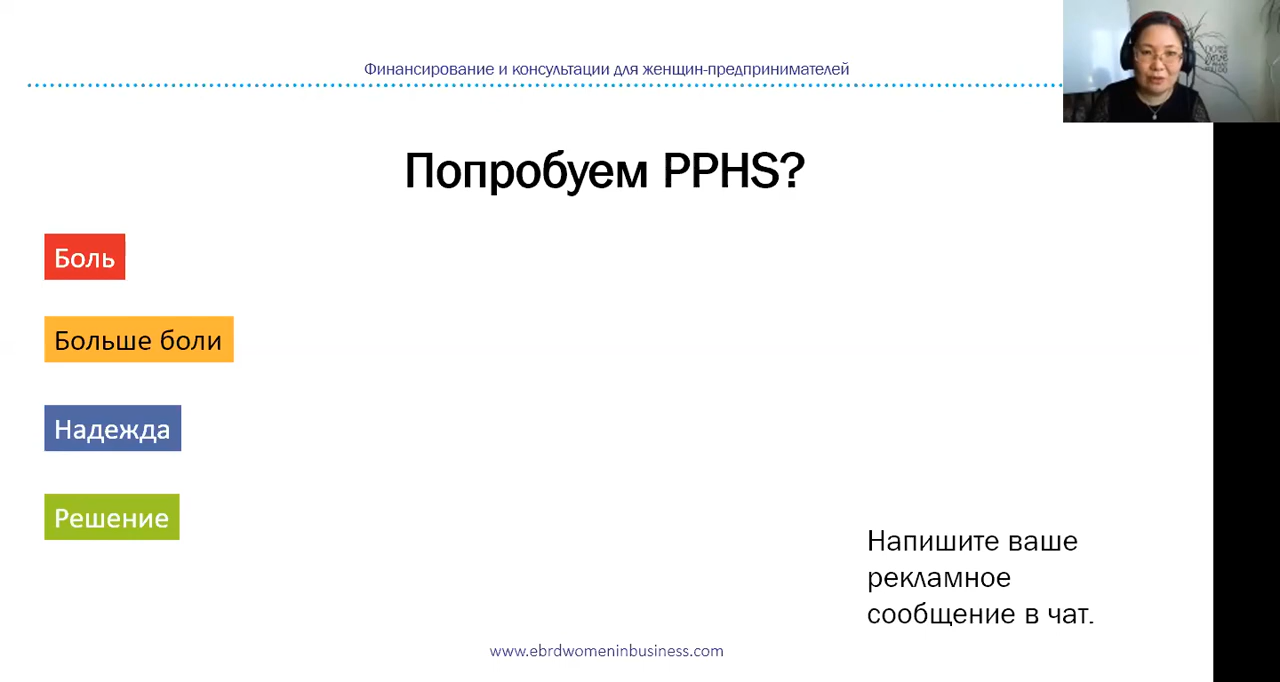 Финансирование и консультации для женщин-предпринимателей
Попробуем PPHS?
Боль
Больше боли
Надежда
Решение
Напишите ваше
рекламное
сообщение в чат.
www.ebrdwomeninbusiness.com